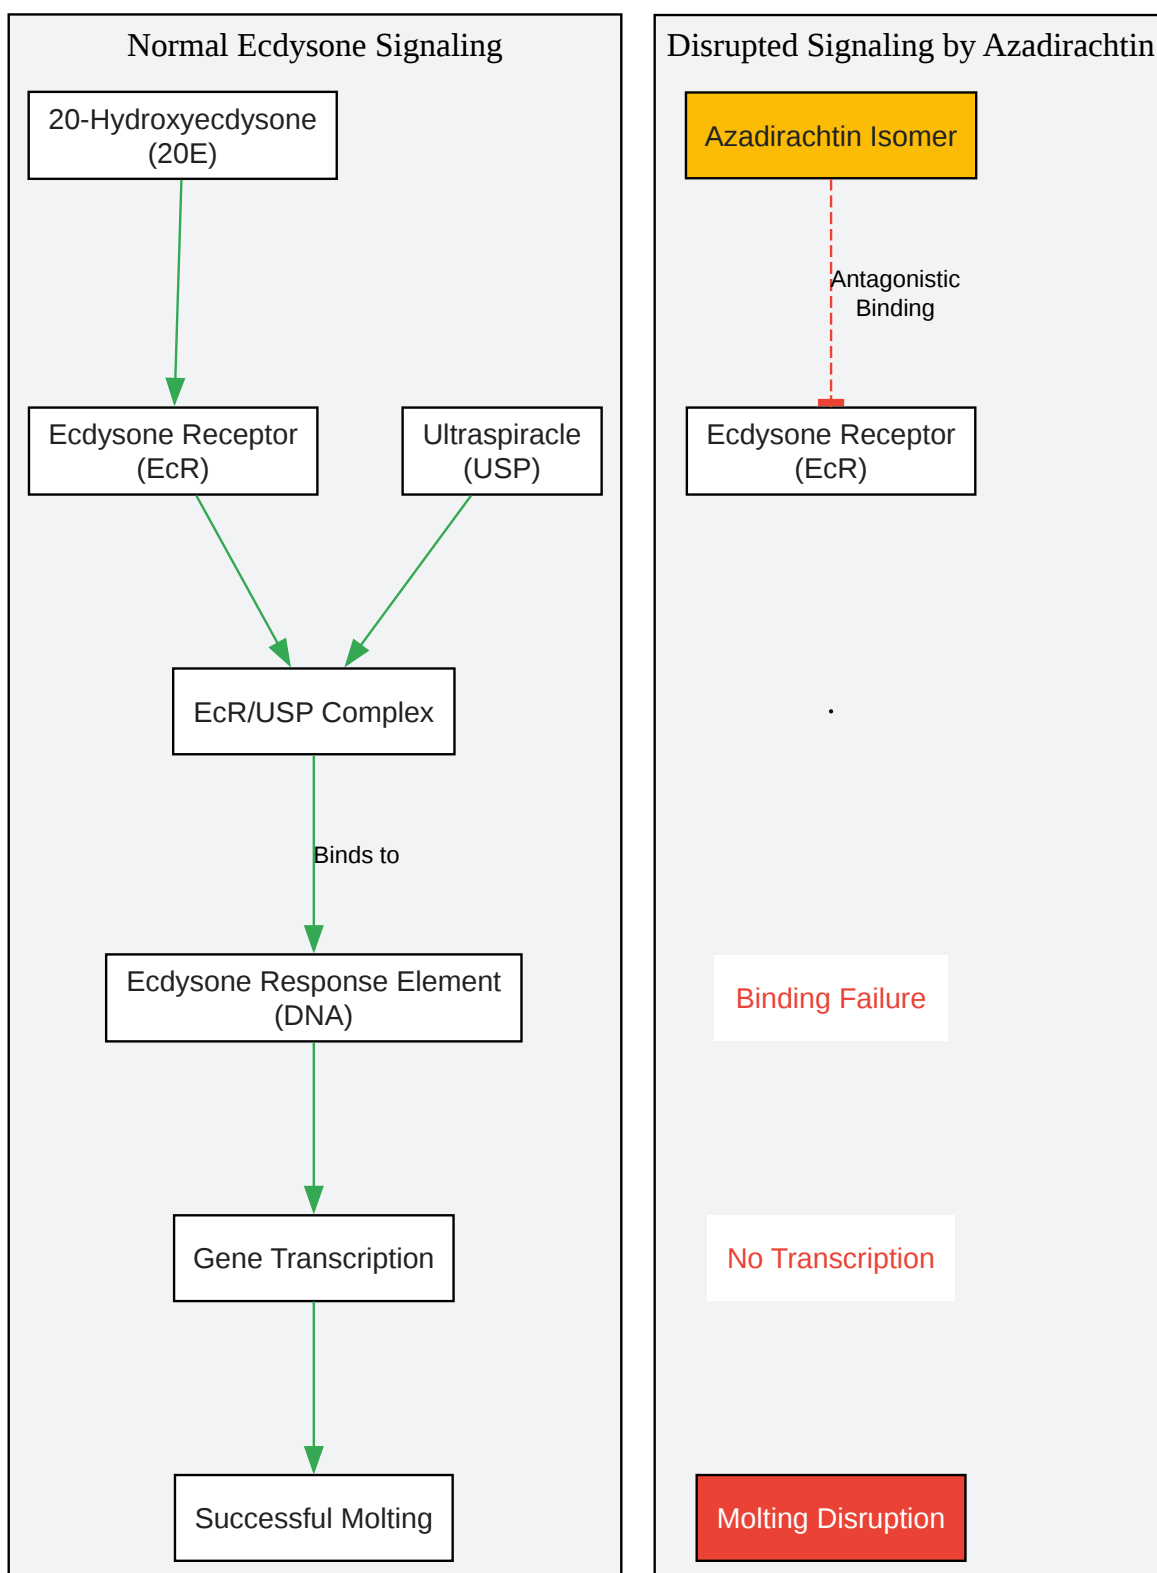 Normal Ecdysone Signaling
20-Hydroxyecdysone
(20E)
Ecdysone Receptor
(EcR)
Ultraspiracle
(USP)
EcR/USP Complex
Binds to
Ecdysone Response Element
(DNA)
Gene Transcription
Successful Molting
Disrupted Signaling by Azadirachtin
Azadirachtin Isomer
Antagonistic
Binding
Ecdysone Receptor
(EcR)
.
Binding Failure
No Transcription
Molting Disruption